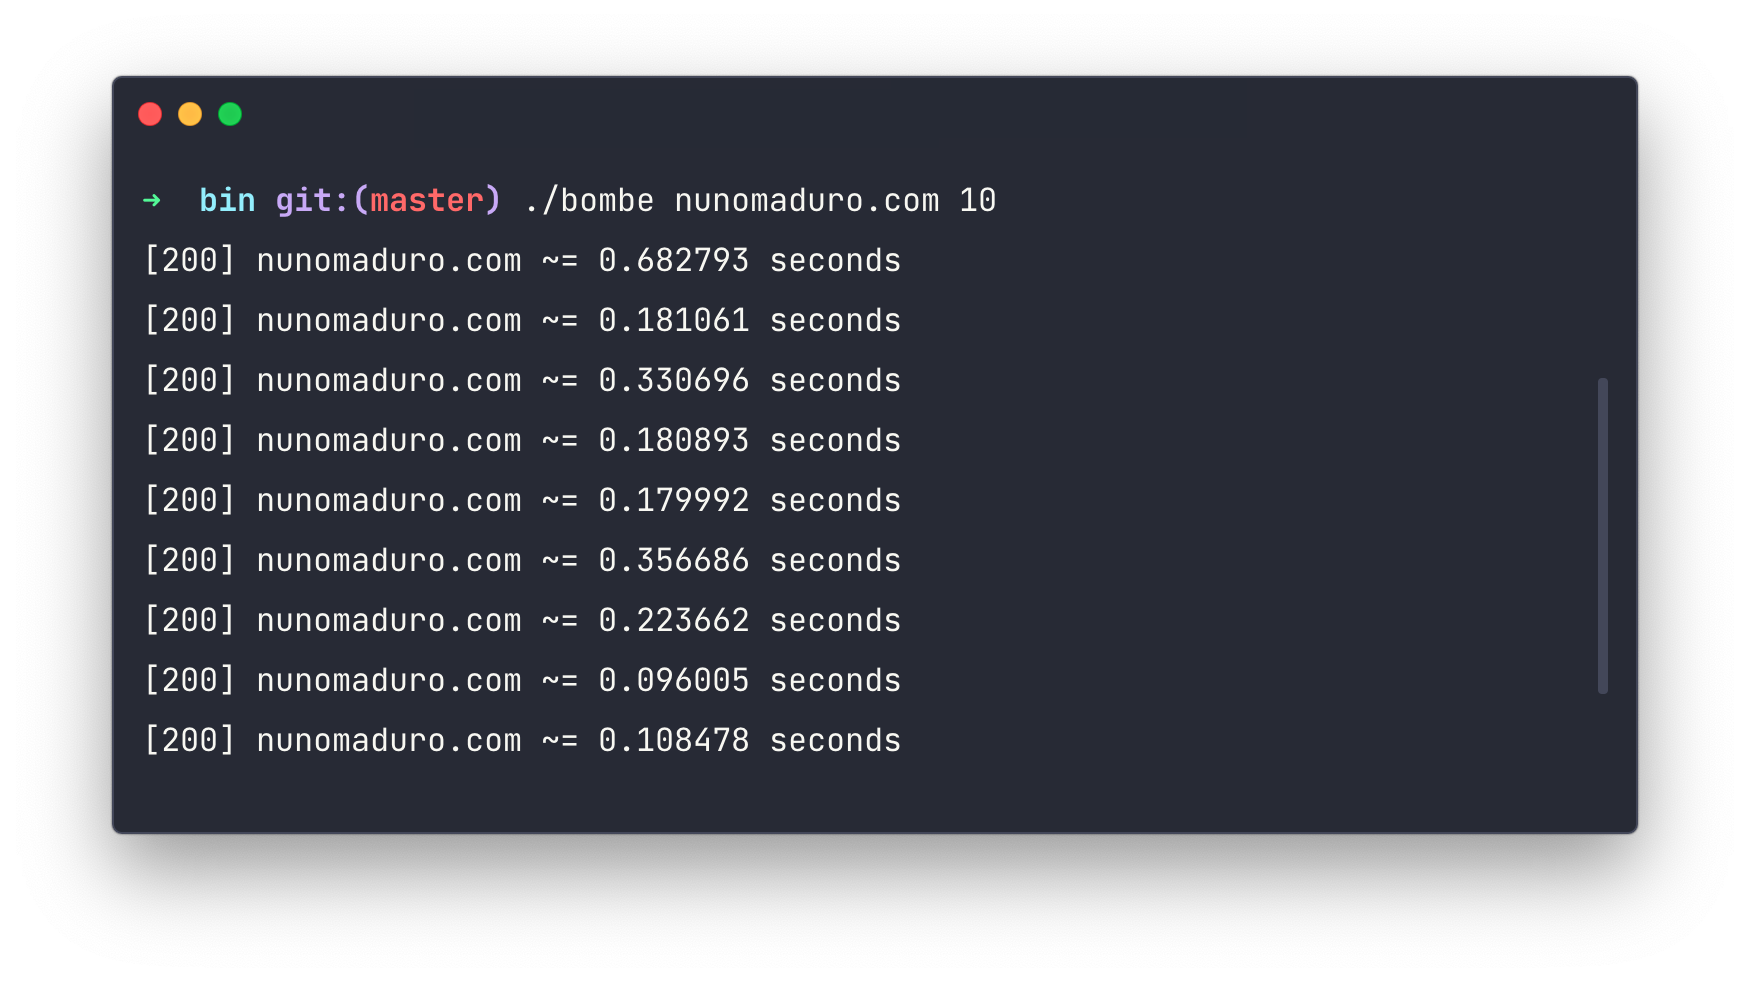 ➜  bin git:(master) ./bombe nunomaduro.com 10
[200] nunomaduro.com ~= 0.682793 seconds
[200] nunomaduro.com ~= 0.181061 seconds
[200] nunomaduro.com ~= 0.330696 seconds
[200] nunomaduro.com ~= 0.180893 seconds
[200] nunomaduro.com ~= 0.179992 seconds
[200] nunomaduro.com ~= 0.356686 seconds
[200] nunomaduro.com ~= 0.223662 seconds
[200] nunomaduro.com ~= 0.096005 seconds
[200] nunomaduro.com ~= 0.108478 seconds